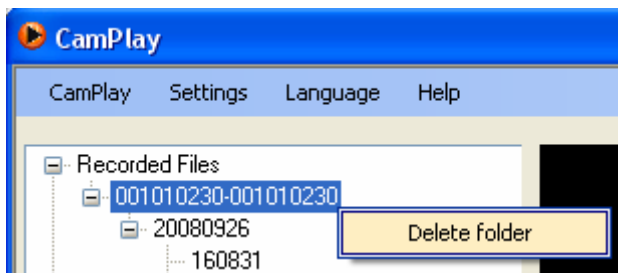 CamPlay
CamPlay Settings Language Help
Recorded Files
001010230-001010230
20080926
Delete folder
160831